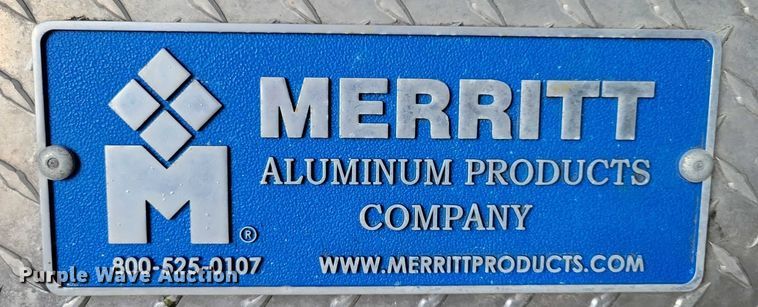 MERRITT
ALUMINUM PRODUCTS
COMPANY
M®
800-525-0107 WWW.MERRITTPRODUCTS.COM
Purple Wave Auction